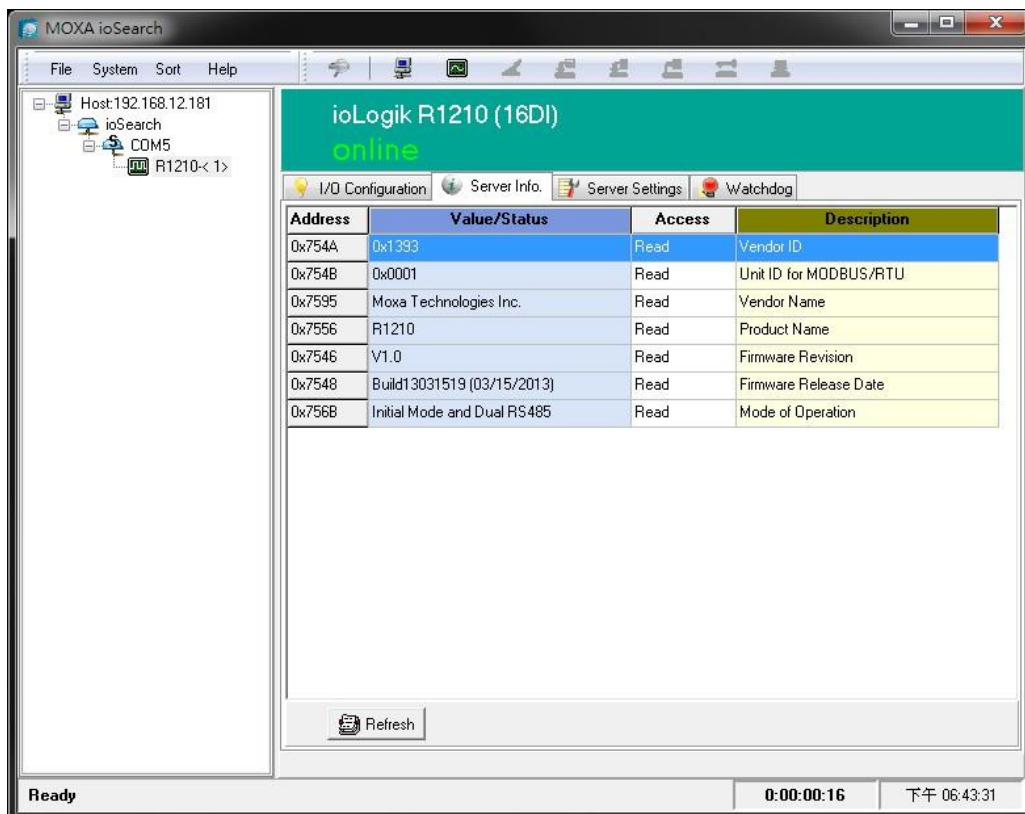 MOXA ioSearch
File System Sort Help
Host:192.168.12.181
ioSearch
COM5
R1210-< 1>
ioLogik R1210 (16DI)
online
I/O Configuration Server Info. Server Settings Watchdog
Address Value/Status Access Description
0x754A 0x1393 Read Vendor ID
0x754B 0x0001 Read Unit ID for MODBUS/RTU
0x7595 Moxa Technologies Inc. Read Vendor Name
0x7556 R1210 Read Product Name
0x7546 V1.0 Read Firmware Revision
0x7548 Build13031519 (03/15/2013) Read Firmware Release Date
0x756B Initial Mode and Dual RS485 Read Mode of Operation
Refresh
Ready 0:00:00:16 下午 06:43:31